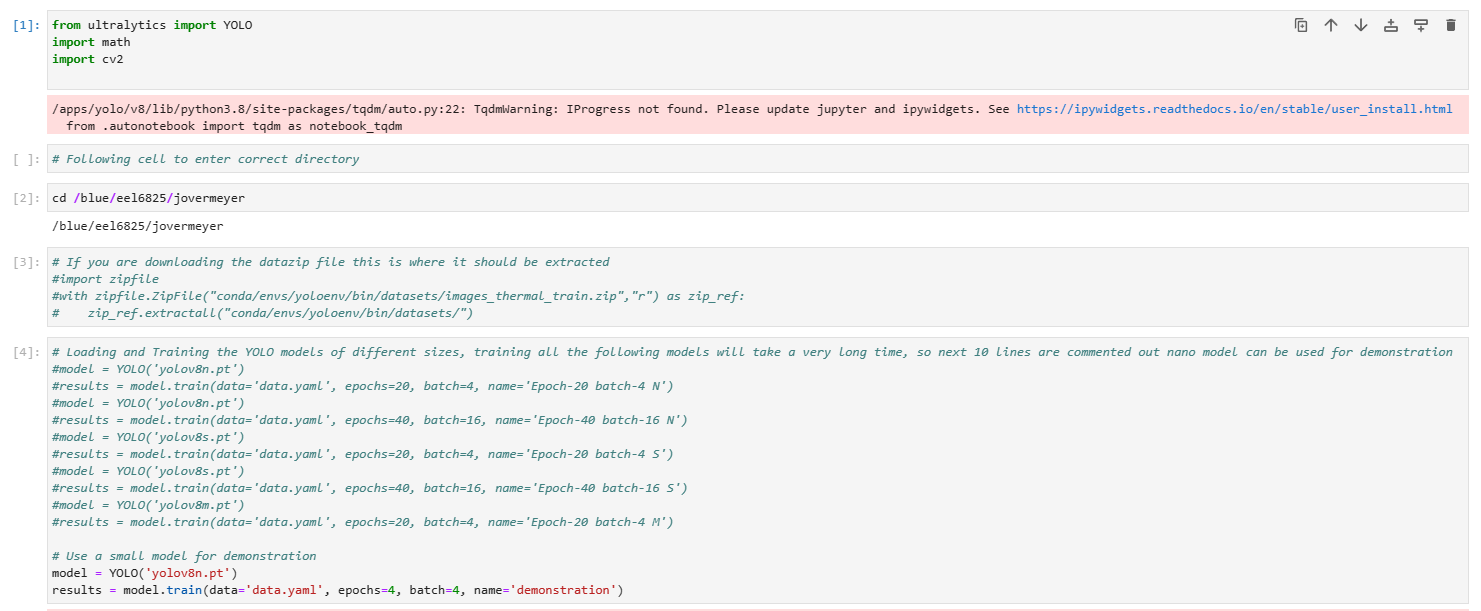 [1]: from ultralytics import YOLO
import math
import cv2
/apps/yolo/v8/lib/python3.8/site-packages/tqdm/auto.py:22: TqdmWarning: IProgress not found. Please update jupyter and ipywidgets. See https://ipywidgets.readthedocs.io/en/stable/user_install.html
  from .autonotebook import tqdm as notebook_tqdm
[ ]: # Following cell to enter correct directory
[2]: cd /blue/eel6825/jovermeyer
/blue/eel6825/jovermeyer
[3]: # If you are downloading the datazip file this is where it should be extracted
#import zipfile
#with zipfile.ZipFile("conda/envs/yoloenv/bin/datasets/images_thermal_train.zip","r") as zip_ref:
#    zip_ref.extractall("conda/envs/yoloenv/bin/datasets/")
[4]: # Loading and Training the YOLO models of different sizes, training all the following models will take a very long time, so next 10 lines are commented out nano model can be used for demonstration
#model = YOLO('yolov8n.pt')
#results = model.train(data='data.yaml', epochs=20, batch=4, name='Epoch-20 batch-4 N')
#model = YOLO('yolov8n.pt')
#results = model.train(data='data.yaml', epochs=40, batch=16, name='Epoch-40 batch-16 N')
#model = YOLO('yolov8s.pt')
#results = model.train(data='data.yaml', epochs=20, batch=4, name='Epoch-20 batch-4 S')
#model = YOLO('yolov8s.pt')
#results = model.train(data='data.yaml', epochs=40, batch=16, name='Epoch-40 batch-16 S')
#model = YOLO('yolov8m.pt')
#results = model.train(data='data.yaml', epochs=20, batch=4, name='Epoch-20 batch-4 M')
# Use a small model for demonstration
model = YOLO('yolov8n.pt')
results = model.train(data='data.yaml', epochs=4, batch=4, name='demonstration')